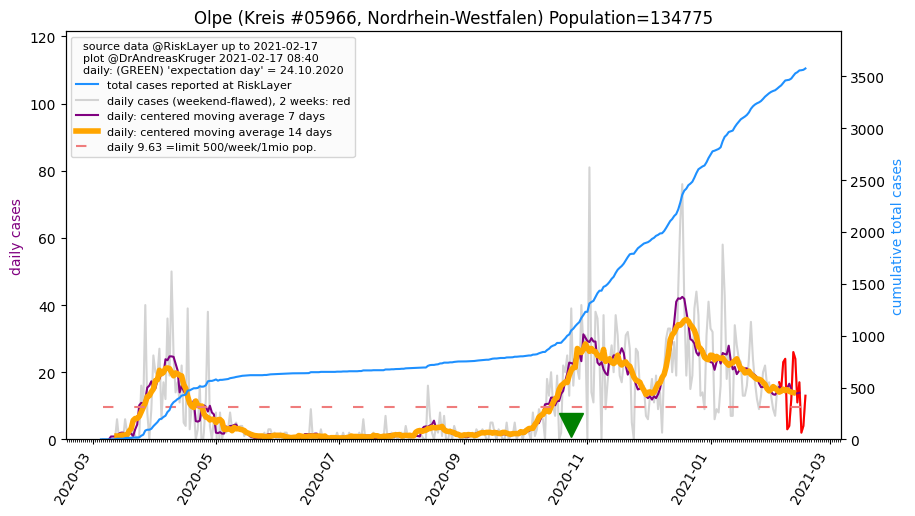 Olpe (Kreis #05966, Nordrhein-Westfalen) Population=134775
source data @RiskLayer up to 2021-02-17
plot @DrAndreasKruger 2021-02-17 08:40
daily: (GREEN) 'expectation day' = 24.10.2020
total cases reported at RiskLayer
daily cases (weekend-flawed), 2 weeks: red
daily: centered moving average 7 days
daily: centered moving average 14 days
daily 9.63 =limit 500/week/1mio pop.
daily cases
120
100
80
60
40
20
0
cumulative total cases
3500
3000
2500
2000
1500
1000
500
0
2020-03
2020-05
2020-07
2020-09
2020-11
2021-01
2021-03